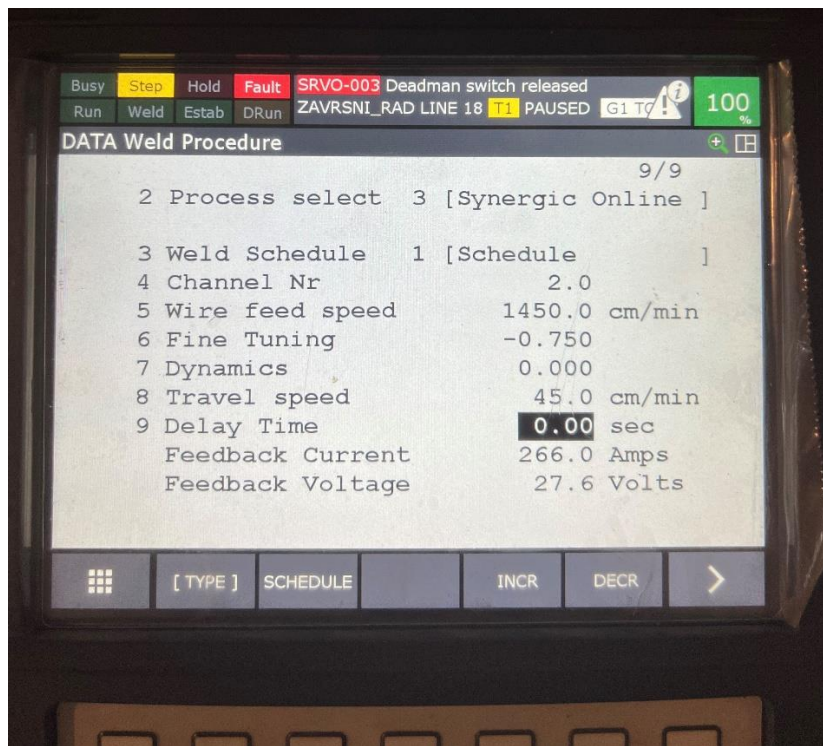 Busy Step Hold Fault SRVO-003 Deadman switch released
Run Weld Estab DRun ZAVRSNI_RAD LINE 18 T1 PAUSED G1 100 %
DATA Weld Procedure
9/9
2 Process select 3 [Synergic Online ]
3 Weld Schedule 1 [Schedule ]
4 Channel Nr 2.0
5 Wire feed speed 1450.0 cm/min
6 Fine Tuning -0.750
7 Dynamics 0.000
8 Travel speed 45.0 cm/min
9 Delay Time 0.00 sec
Feedback Current 266.0 Amps
Feedback Voltage 27.6 Volts
[ TYPE ] SCHEDULE INCR DECR >